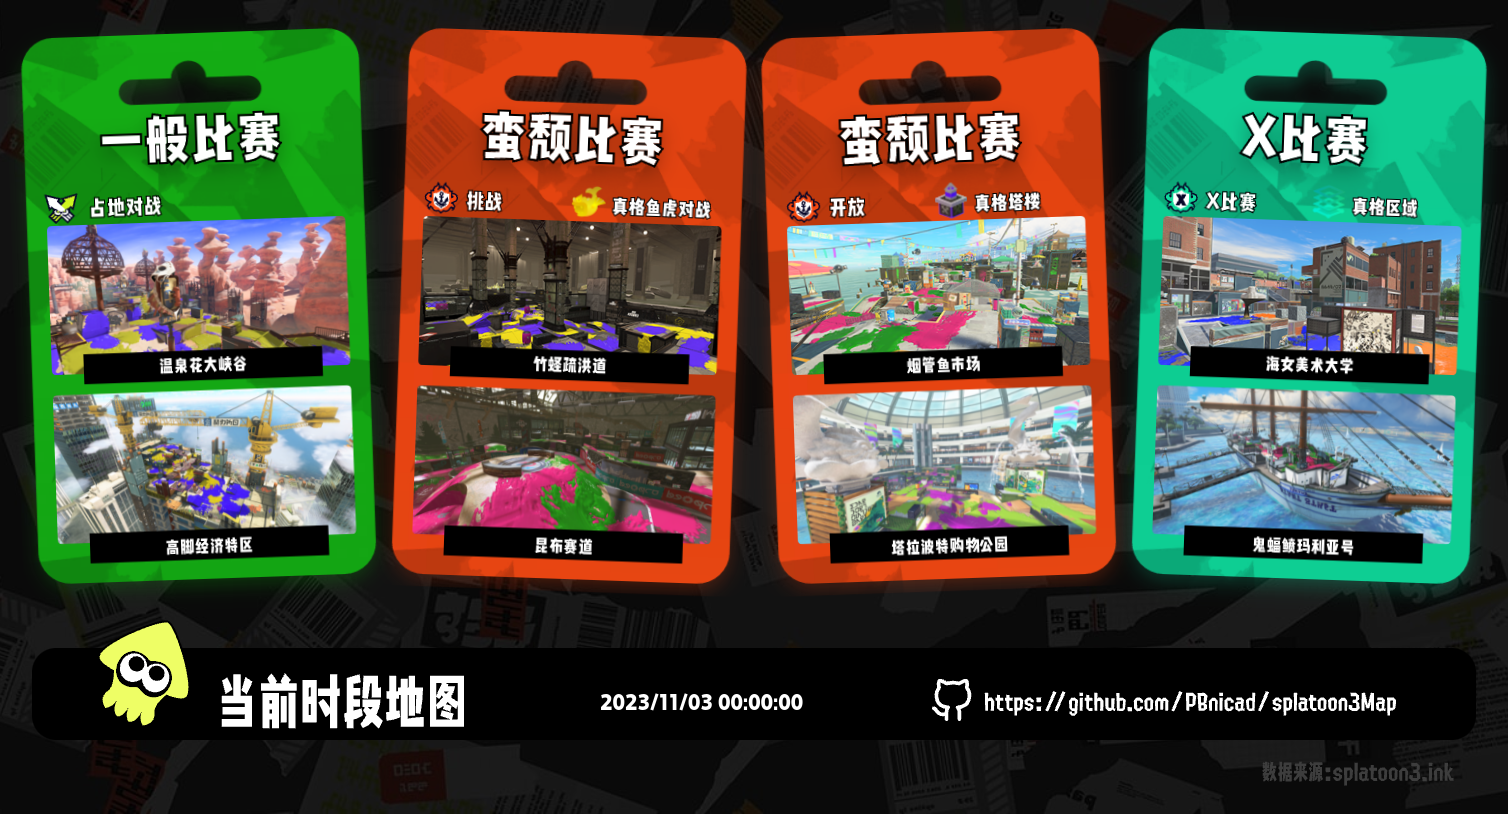 一般比赛
占地对战
温泉花大峡谷
高脚经济特区
蛮颓比赛
挑战
真格鱼虎对战
竹蛏疏洪道
昆布赛道
蛮颓比赛
开放
真格塔楼
烟管鱼市场
塔拉波特购物公园
X比赛
X比赛
真格区域
海女美术大学
鬼蝠鲼玛利亚号
当前时段地图
2023/11/03 00:00:00
https://github.com/PBnicad/splatoon3Map
数据来源:splatoon3.ink